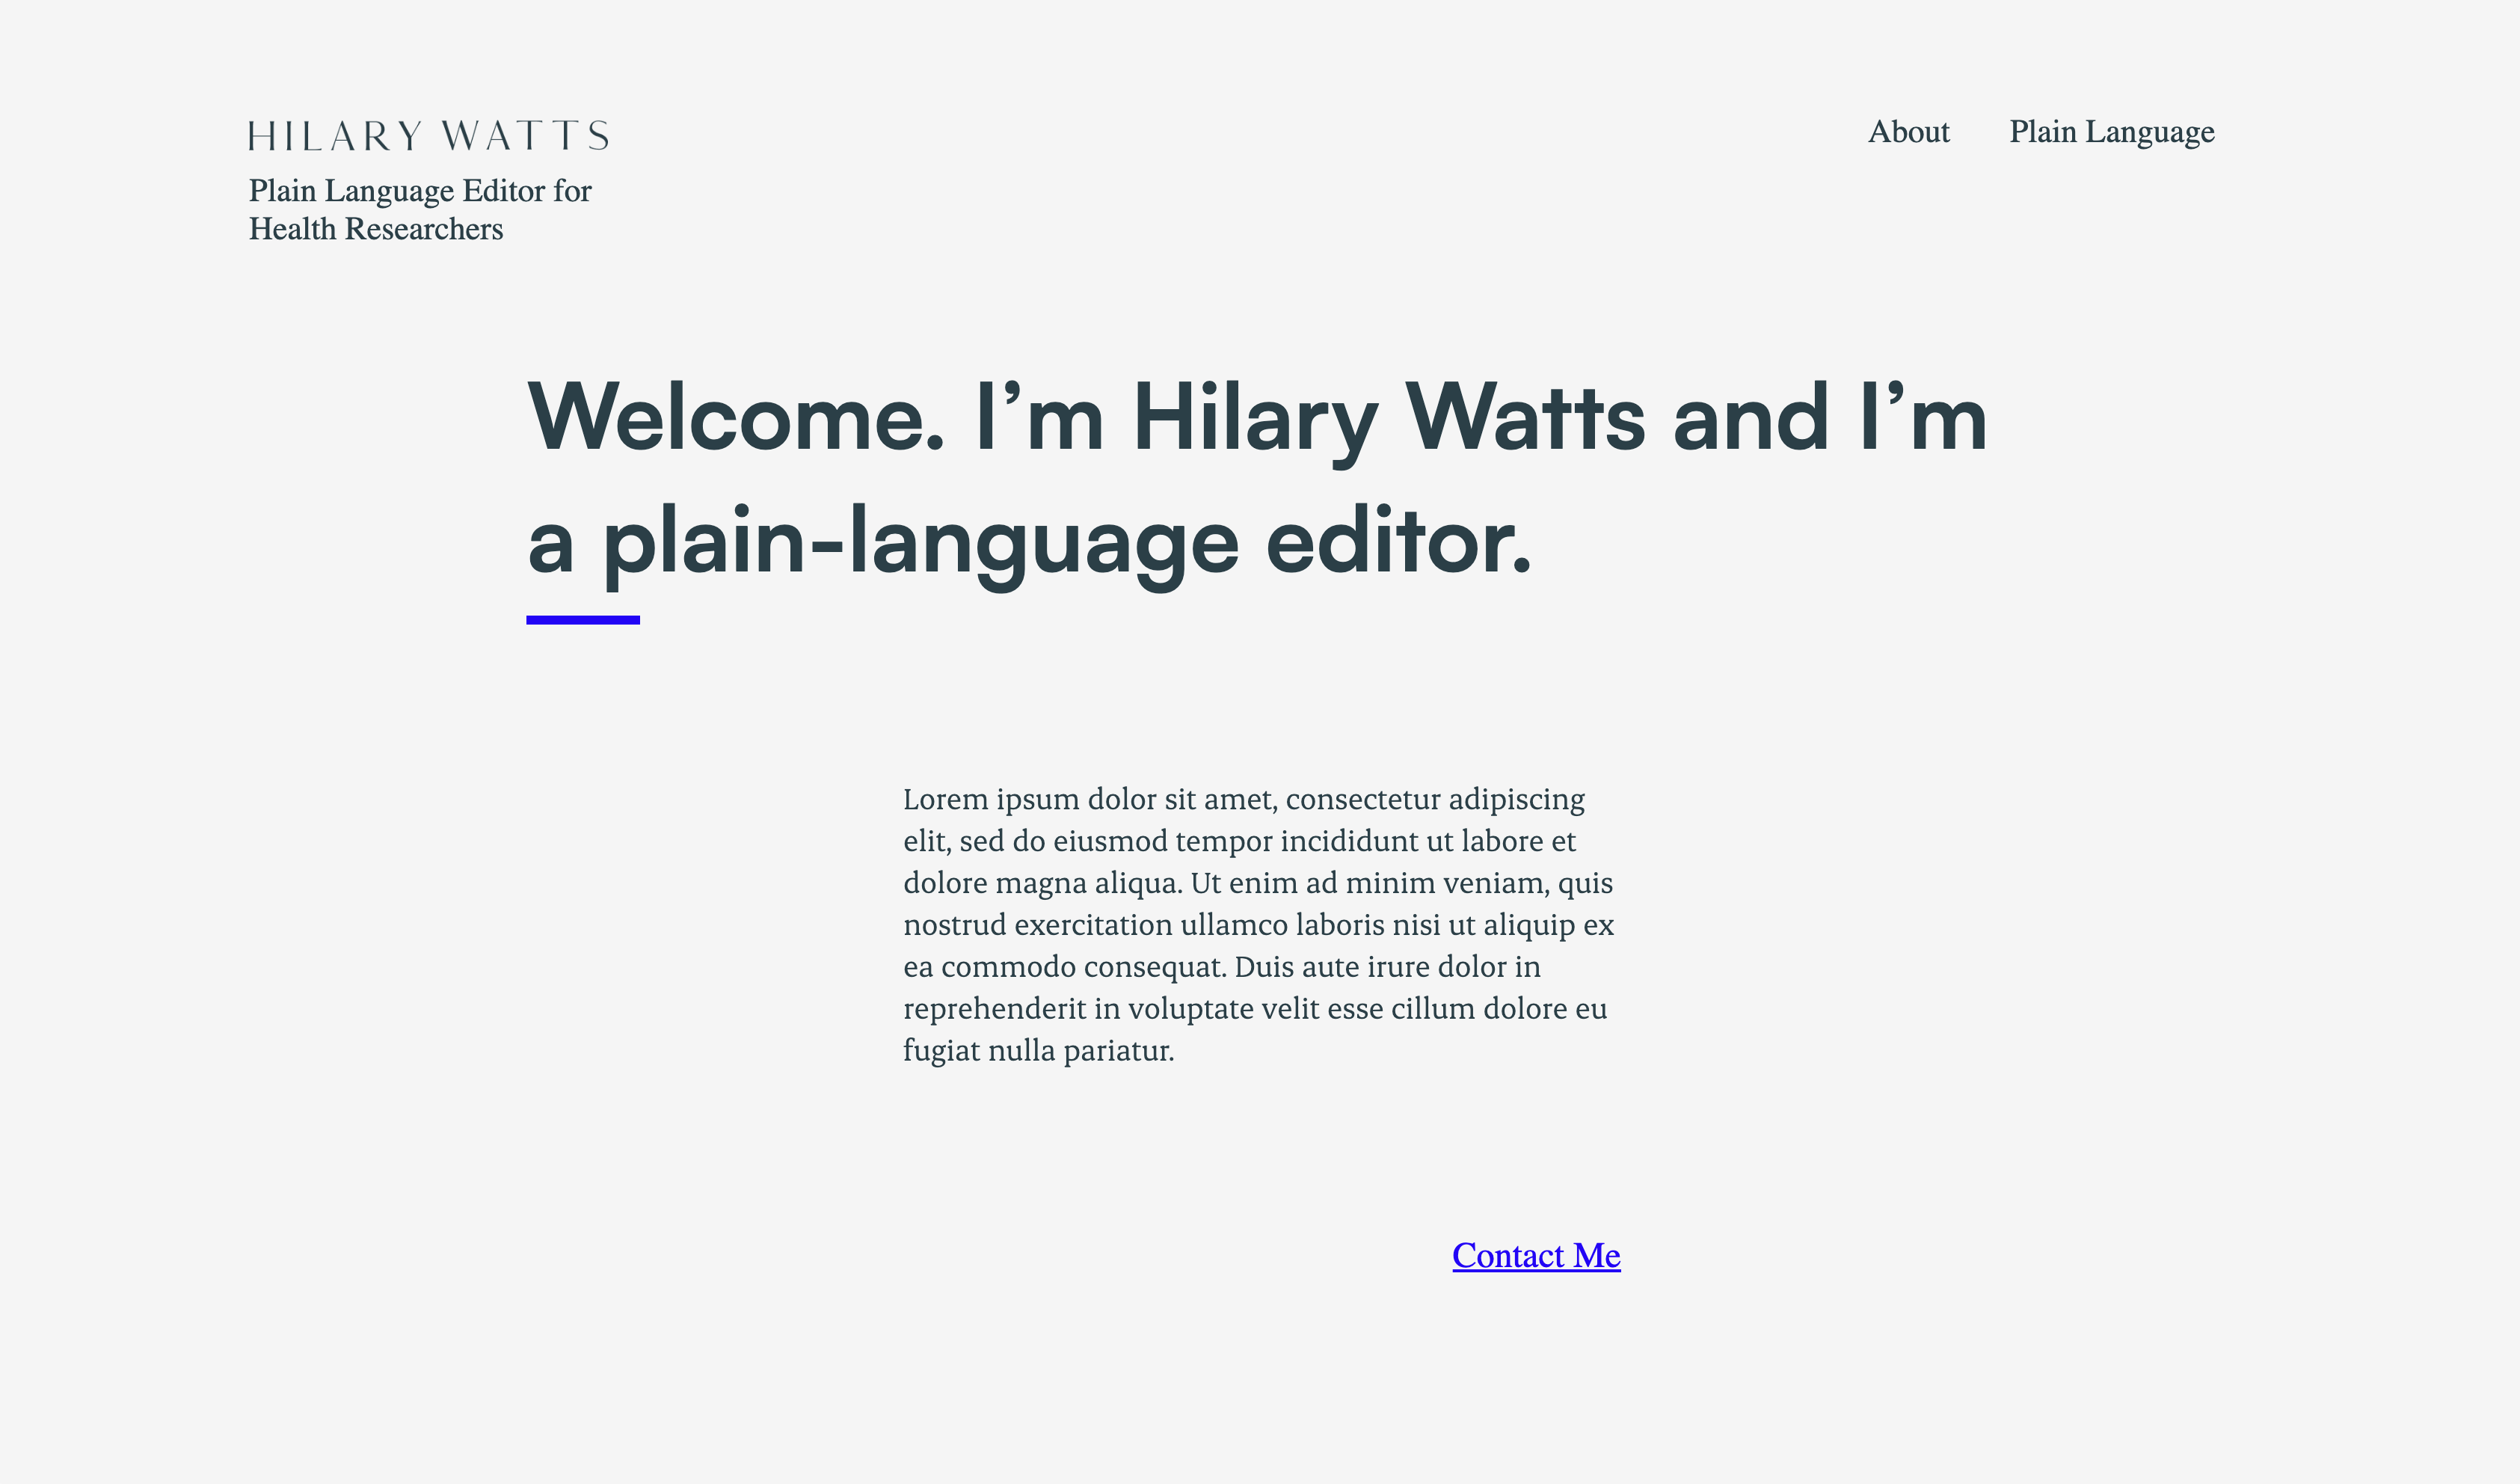 HILARY WATTS
Plain Language Editor for
Health Researchers
About
Plain Language
Welcome. I’m Hilary Watts and I’m
a plain-language editor.
Lorem ipsum dolor sit amet, consectetur adipiscing
elit, sed do eiusmod tempor incididunt ut labore et
dolore magna aliqua. Ut enim ad minim veniam, quis
nostrud exercitation ullamco laboris nisi ut aliquip ex
ea commodo consequat. Duis aute irure dolor in
reprehenderit in voluptate velit esse cillum dolore eu
fugiat nulla pariatur.
Contact Me